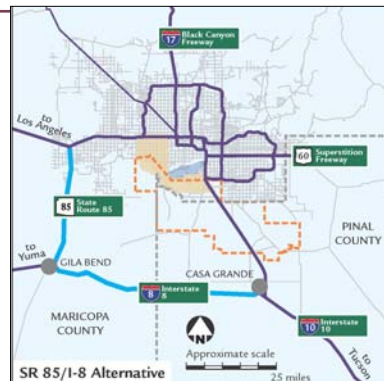 17
Black Canyon
Freeway
to
Los Angeles
60
Superstition
Freeway
85
State
Route 85
PINAL
COUNTY
to
Yuma
GILA BEND
CASA GRANDE
8
Interstate
8
MARICOPA
COUNTY
N
10
Interstate
10
to
Tucson
Approximate scale
25 miles
SR 85/I-8 Alternative